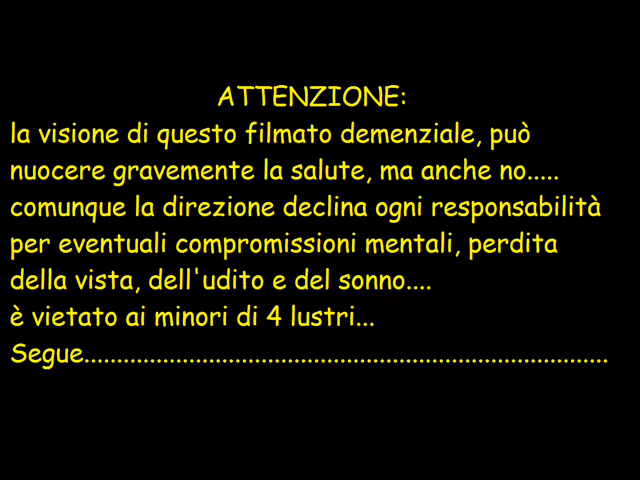 ATTENZIONE:
la visione di questo filmato demenziale, può
nuocere gravemente la salute, ma anche no.....
comunque la direzione declina ogni responsabilità
per eventuali compromissioni mentali, perdita
della vista, dell'udito e del sonno....
è vietato ai minori di 4 lustri...
Segue................................................................................